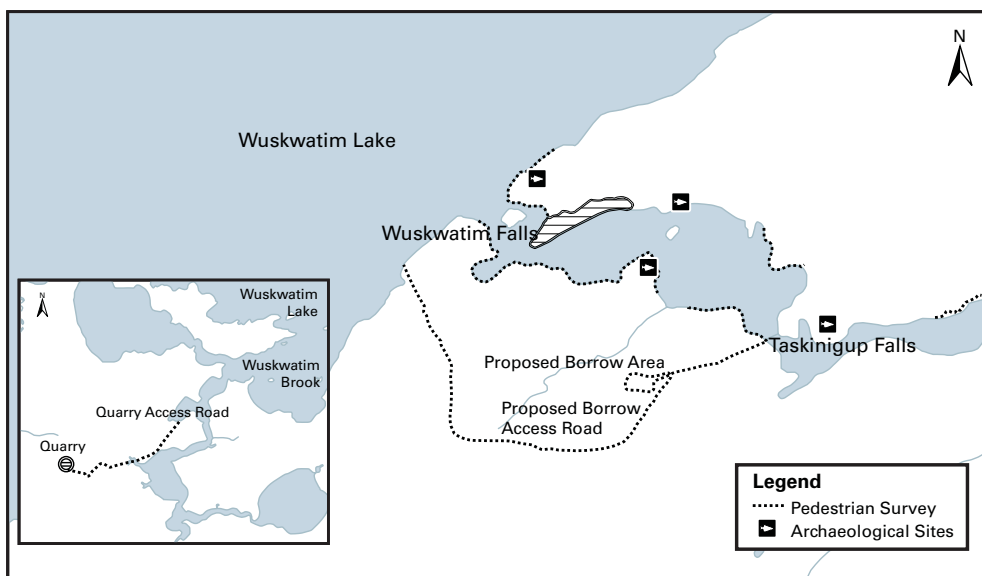 N
Wuskwatim Lake
Wuskwatim Falls
Taskinigup Falls
Proposed Borrow Area
Proposed Borrow
Access Road
N
Wuskwatim
Lake
Wuskwatim
Brook
Quarry Access Road
Quarry
Legend
Pedestrian Survey
Archaeological Sites